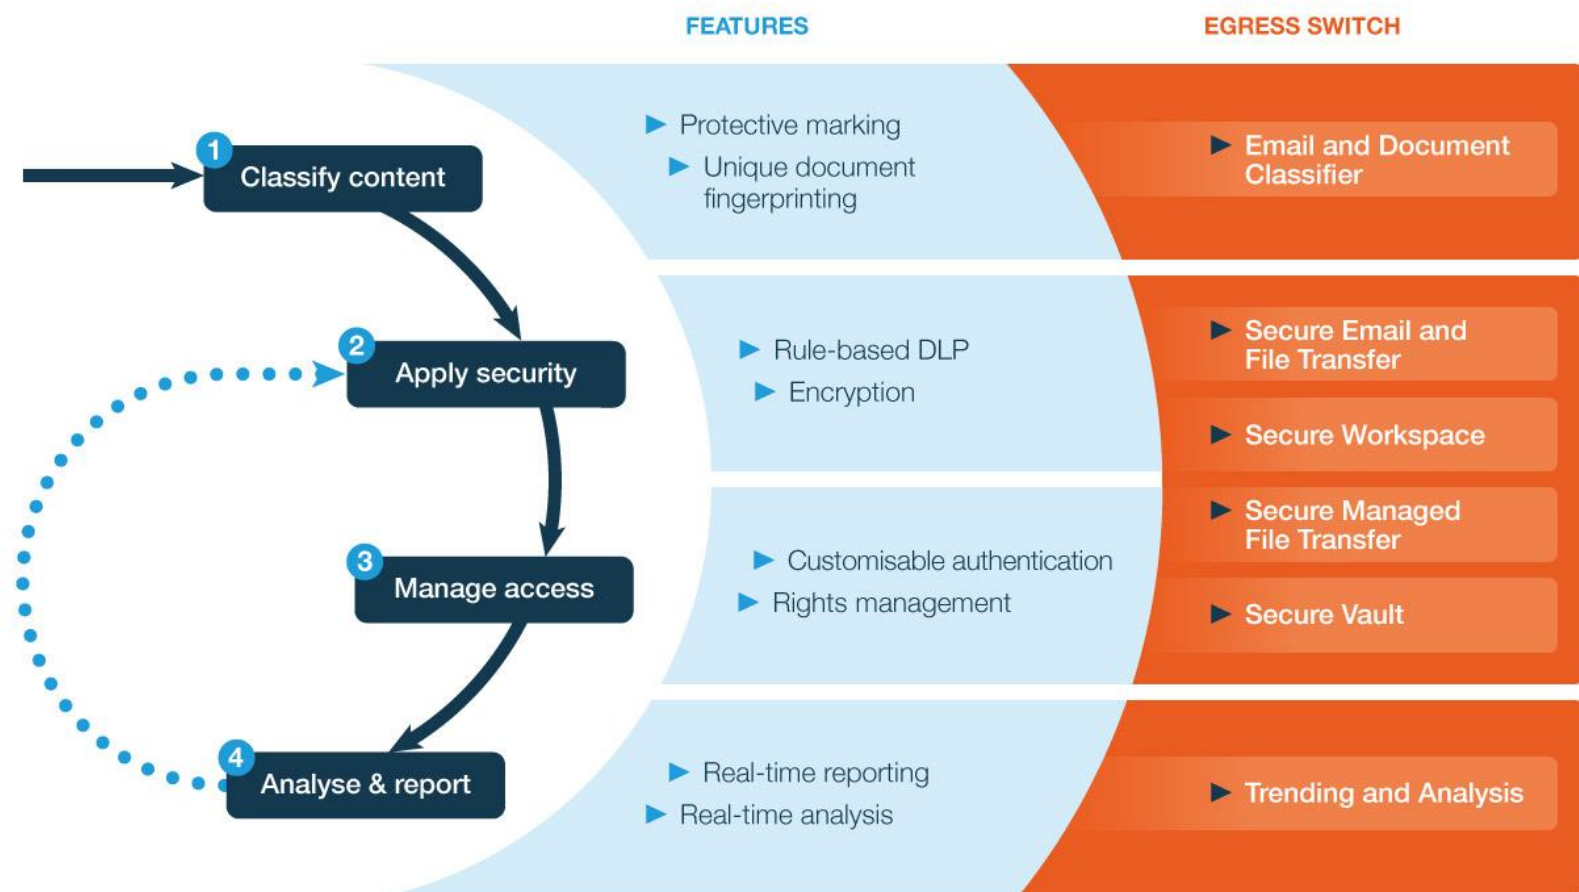 FEATURES
EGRESS SWITCH
1
Classify content
Protective marking
Unique document
fingerprinting
Email and Document
Classifier
2
Apply security
Rule-based DLP
Encryption
Secure Email and
File Transfer
Secure Workspace
3
Manage access
Customisable authentication
Rights management
Secure Managed
File Transfer
Secure Vault
4
Analyse & report
Real-time reporting
Real-time analysis
Trending and Analysis